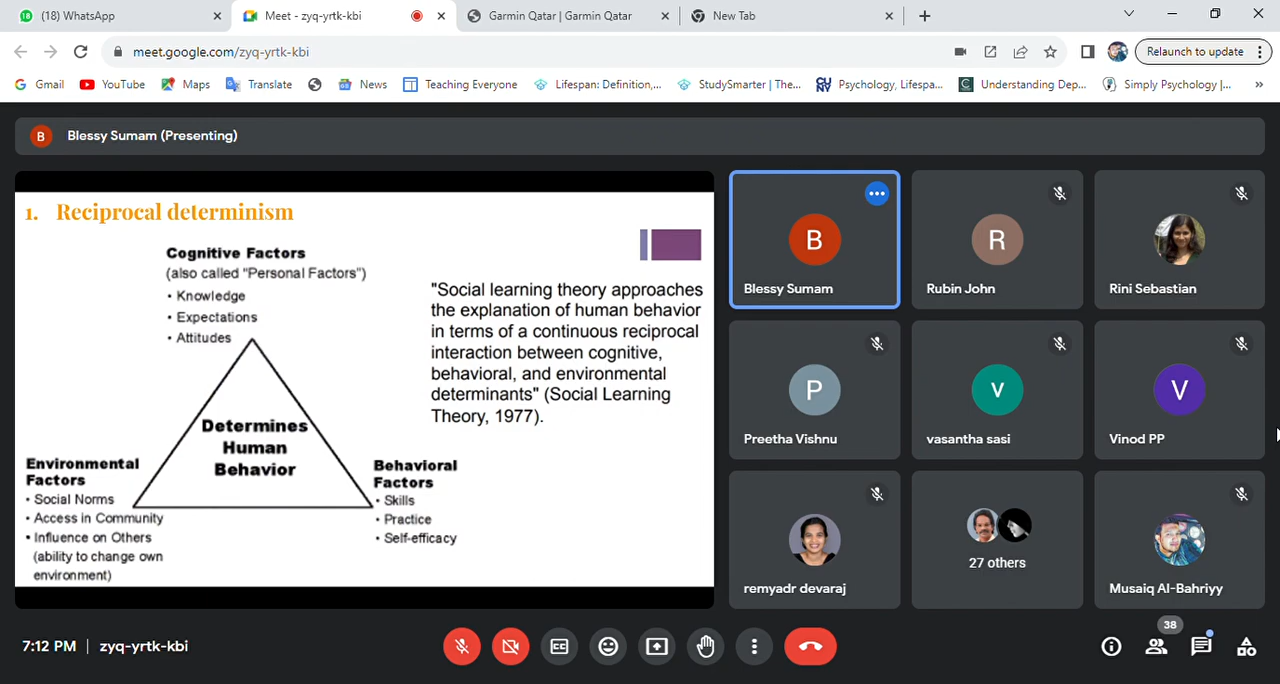 (18) WhatsApp
Meet - zyq-yrtk-kbi
Garmin Qatar | Garmin Qatar
New Tab
meet.google.com/zyq-yrtk-kbi
Relaunch to update
Gmail
YouTube
Maps
Translate
News
Teaching Everyone
Lifespan: Definition,...
StudySmarter | The...
Psychology, Lifespa...
Understanding Dep...
Simply Psychology |...
B
Blessy Sumam (Presenting)
1. Reciprocal determinism
Cognitive Factors
(also called "Personal Factors")
• Knowledge
• Expectations
• Attitudes
Determines
Human
Behavior
Environmental
Factors
• Social Norms
• Access in Community
• Influence on Others
(ability to change own
environment)
Behavioral
Factors
• Skills
• Practice
• Self-efficacy
"Social learning theory approaches
the explanation of human behavior
in terms of a continuous reciprocal
interaction between cognitive,
behavioral, and environmental
determinants" (Social Learning
Theory, 1977).
B
Blessy Sumam
R
Rubin John
Rini Sebastian
P
Preetha Vishnu
v
vasantha sasi
V
Vinod PP
remyadr devaraj
27 others
Musaiq Al-Bahriyy
7:12 PM | zyq-yrtk-kbi
CC
38